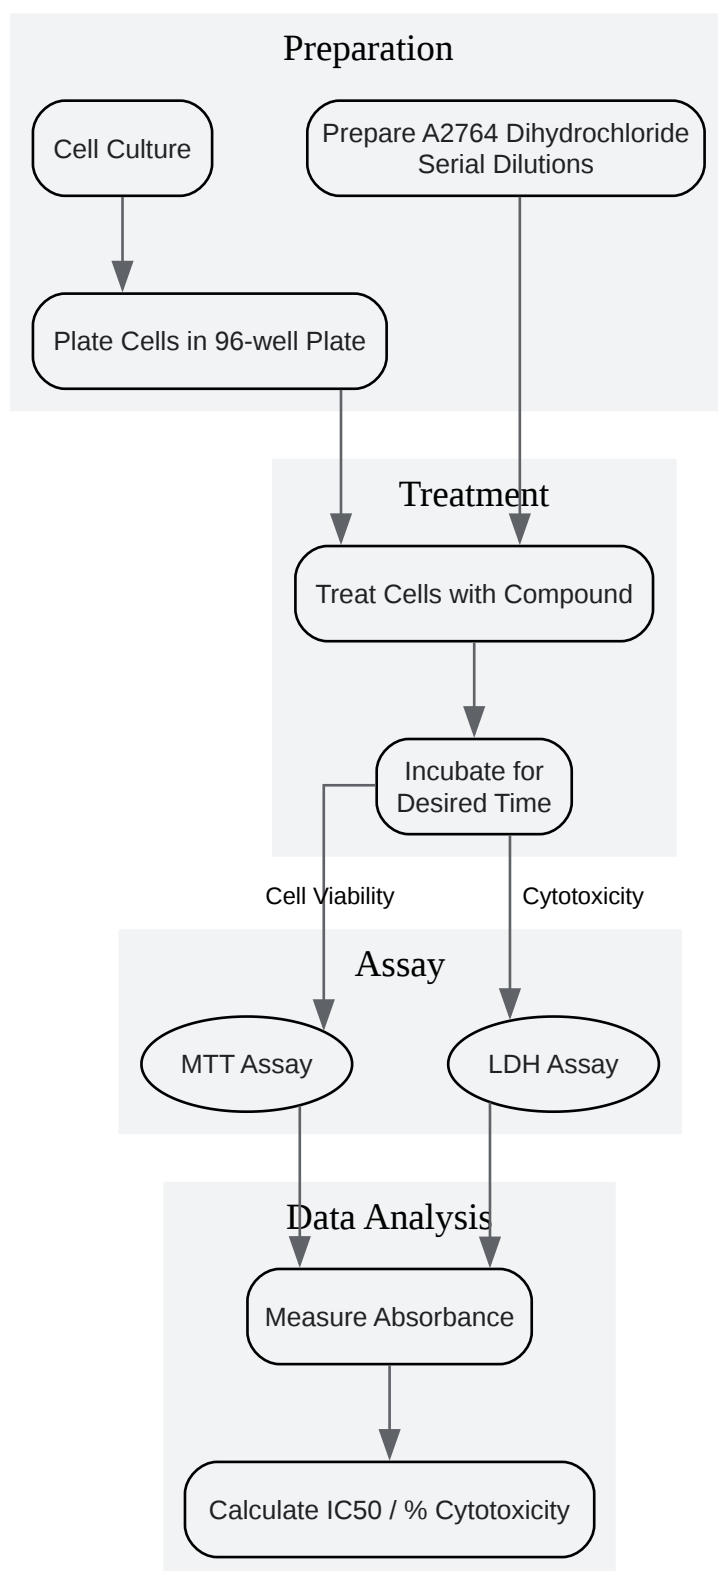 Preparation
Cell Culture
Prepare A2764 Dihydrochloride
Serial Dilutions
Plate Cells in 96-well Plate
Treatment
Treat Cells with Compound
Incubate for
Desired Time
Cell Viability
Cytotoxicity
Assay
MTT Assay
LDH Assay
Data Analysis
Measure Absorbance
Calculate IC50 / % Cytotoxicity